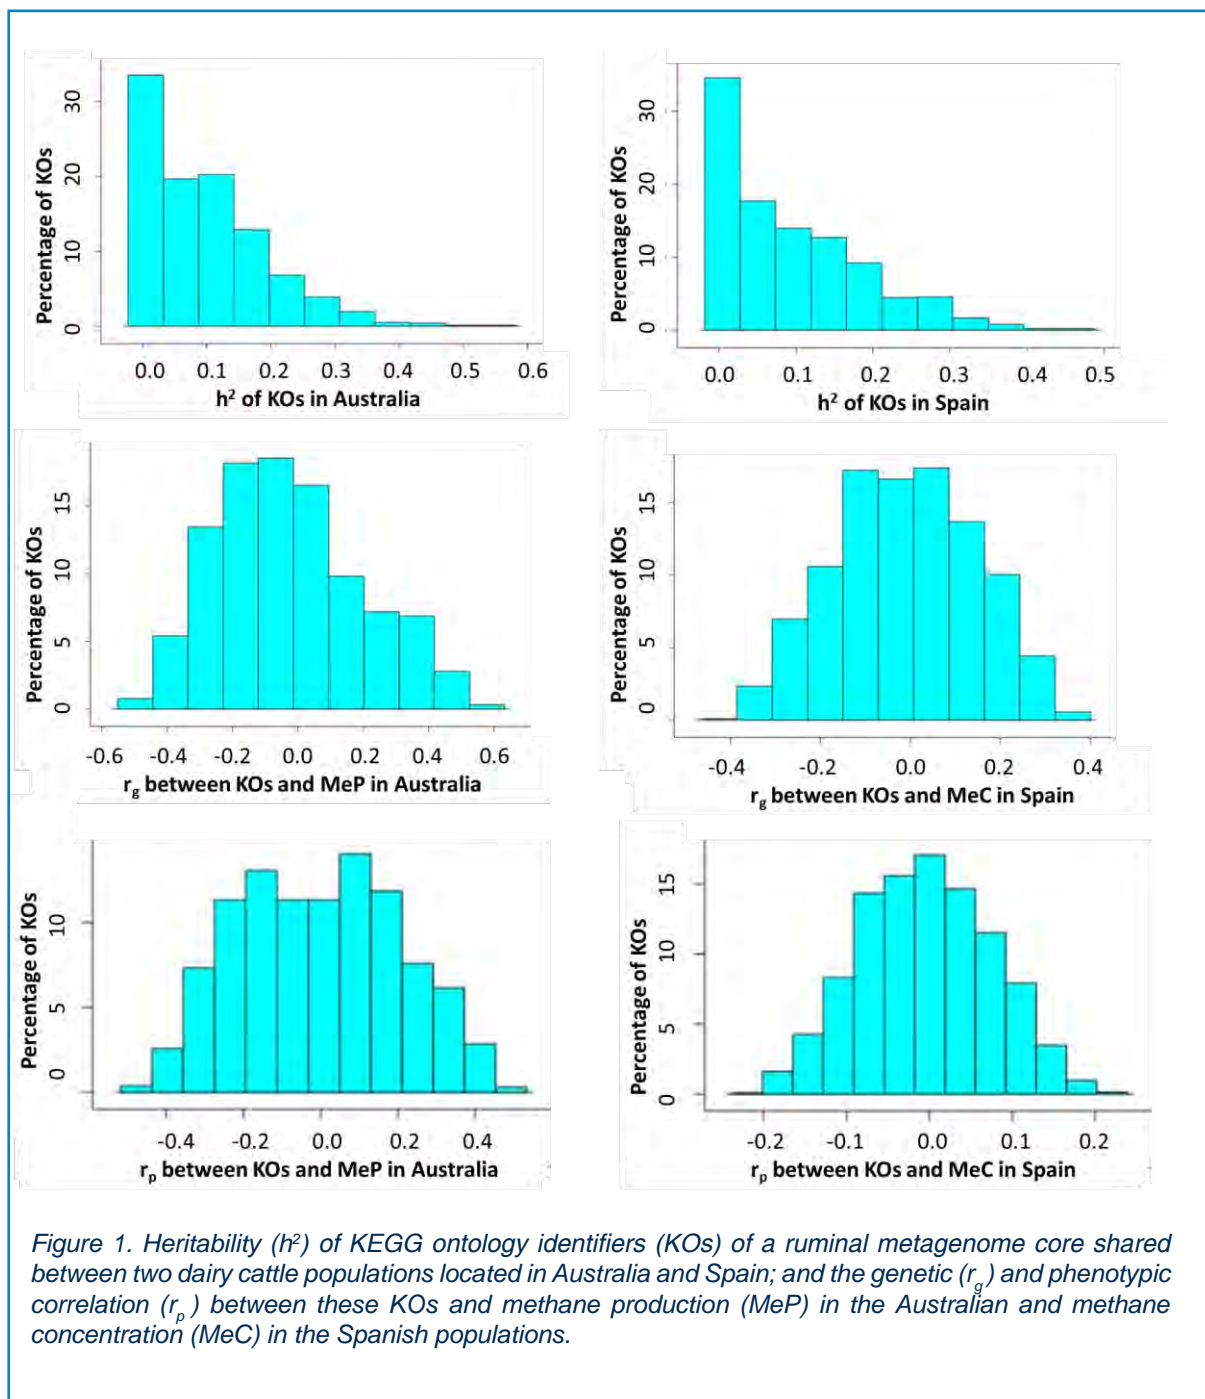 Percentage of KOs
30
20
10
0
0.0 0.1 0.2 0.3 0.4 0.5 0.6
h² of KOs in Australia
Percentage of KOs
30
20
10
0
0.0 0.1 0.2 0.3 0.4 0.5
h² of KOs in Spain
Percentage of KOs
15
10
5
0
-0.6 -0.4 -0.2 0.0 0.2 0.4 0.6
rg between KOs and MeP in Australia
Percentage of KOs
15
10
5
0
-0.4 -0.2 0.0 0.2 0.4
rg between KOs and MeC in Spain
Percentage of KOs
10
5
0
-0.4 -0.2 0.0 0.2 0.4
rp between KOs and MeP in Australia
Percentage of KOs
15
10
5
0
-0.2 -0.1 0.0 0.1 0.2
rp between KOs and MeC in Spain
Figure 1. Heritability (h²) of KEGG ontology identifiers (KOs) of a ruminal metagenome core shared
between two dairy cattle populations located in Australia and Spain; and the genetic (rg) and phenotypic
correlation (rp) between these KOs and methane production (MeP) in the Australian and methane
concentration (MeC) in the Spanish populations.